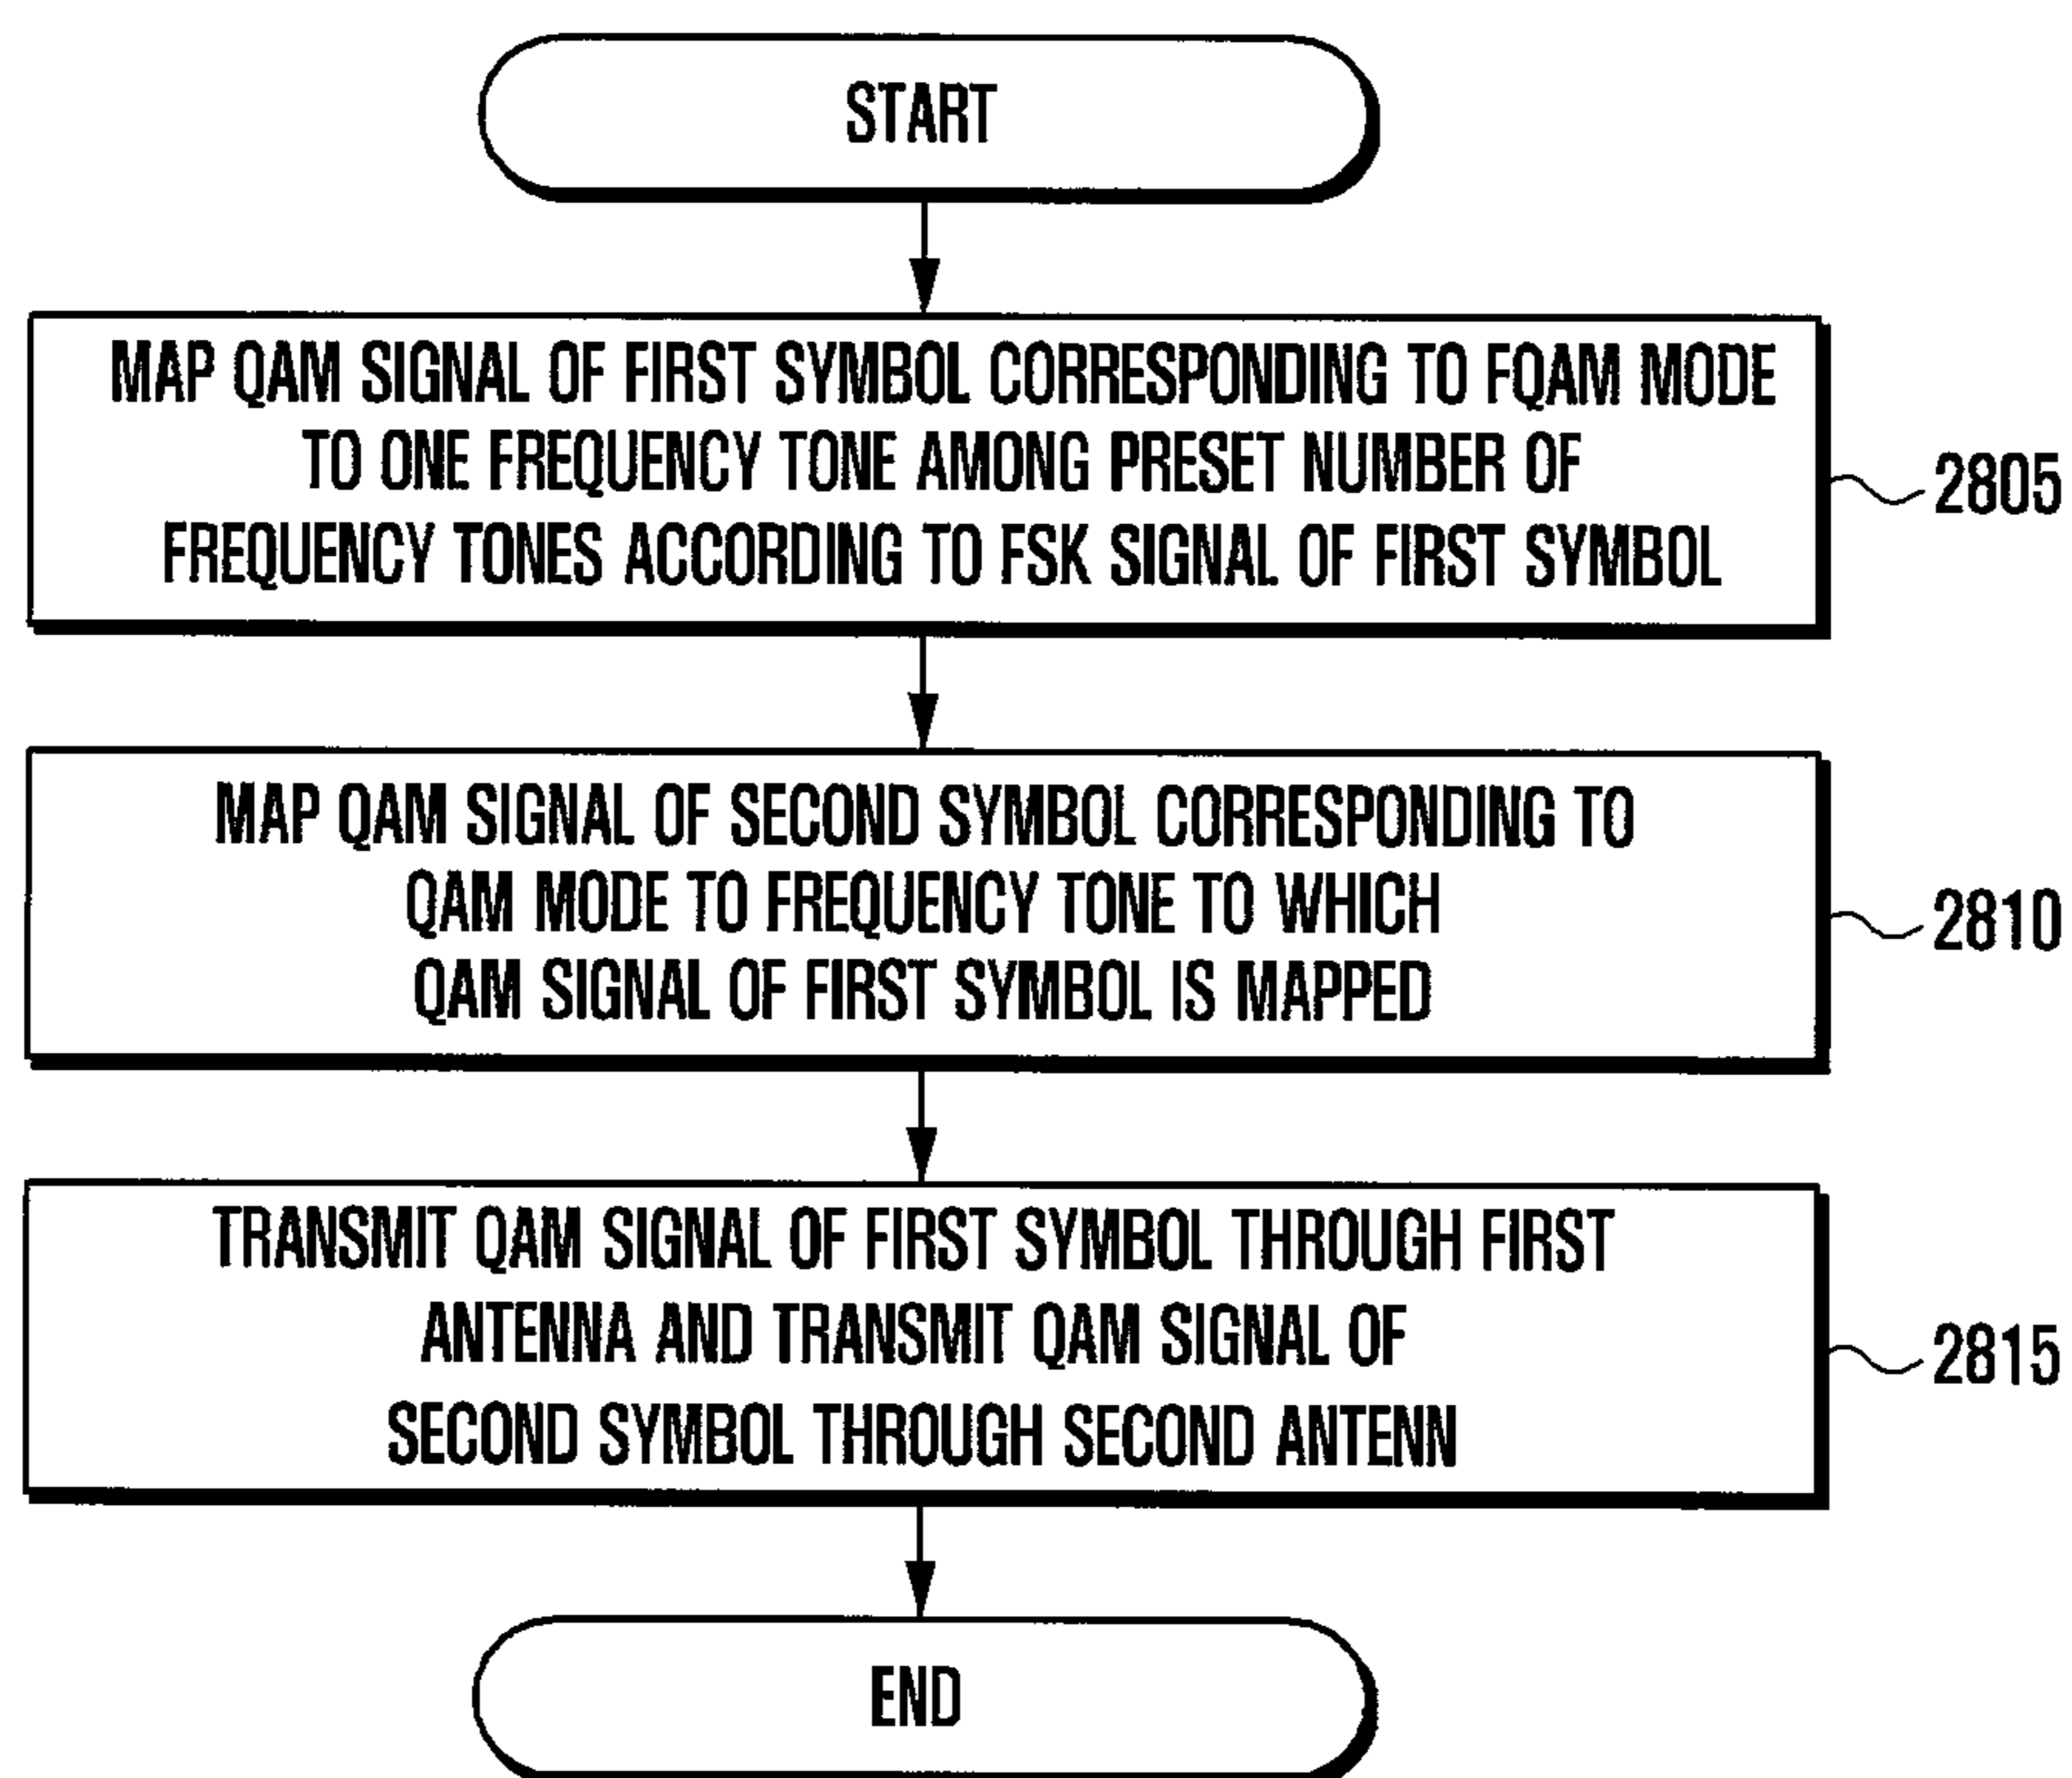 START
MAP QAM SIGNAL OF FIRST SYMBOL CORRESPONDING TO FQAM MODE
TO ONE FREQUENCY TONE AMONG PRESET NUMBER OF
FREQUENCY TONES ACCORDING TO FSK SIGNAL OF FIRST SYMBOL
2805
MAP QAM SIGNAL OF SECOND SYMBOL CORRESPONDING TO
QAM MODE TO FREQUENCY TONE TO WHICH
QAM SIGNAL OF FIRST SYMBOL IS MAPPED
2810
TRANSMIT QAM SIGNAL OF FIRST SYMBOL THROUGH FIRST
ANTENNA AND TRANSMIT QAM SIGNAL OF
SECOND SYMBOL THROUGH SECOND ANTENN
2815
END